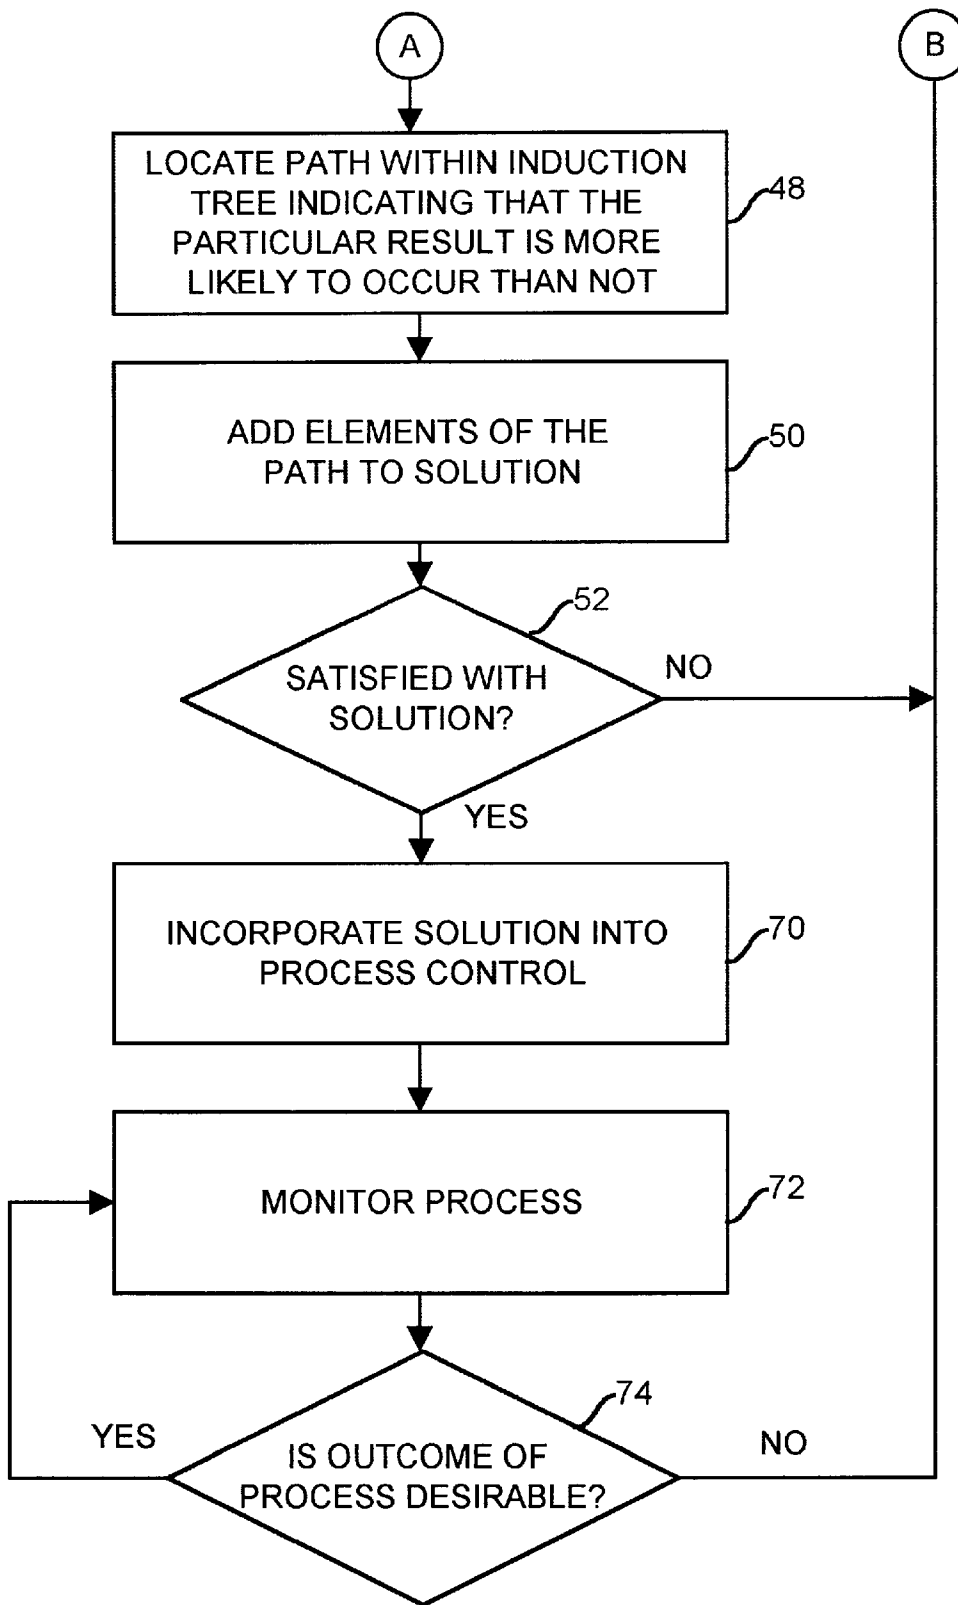 A
B
LOCATE PATH WITHIN INDUCTION
TREE INDICATING THAT THE
PARTICULAR RESULT IS MORE
LIKELY TO OCCUR THAN NOT
48
ADD ELEMENTS OF THE
PATH TO SOLUTION
50
52
SATISFIED WITH
SOLUTION?
NO
YES
INCORPORATE SOLUTION INTO
PROCESS CONTROL
70
MONITOR PROCESS
72
74
YES
IS OUTCOME OF
PROCESS DESIRABLE?
NO